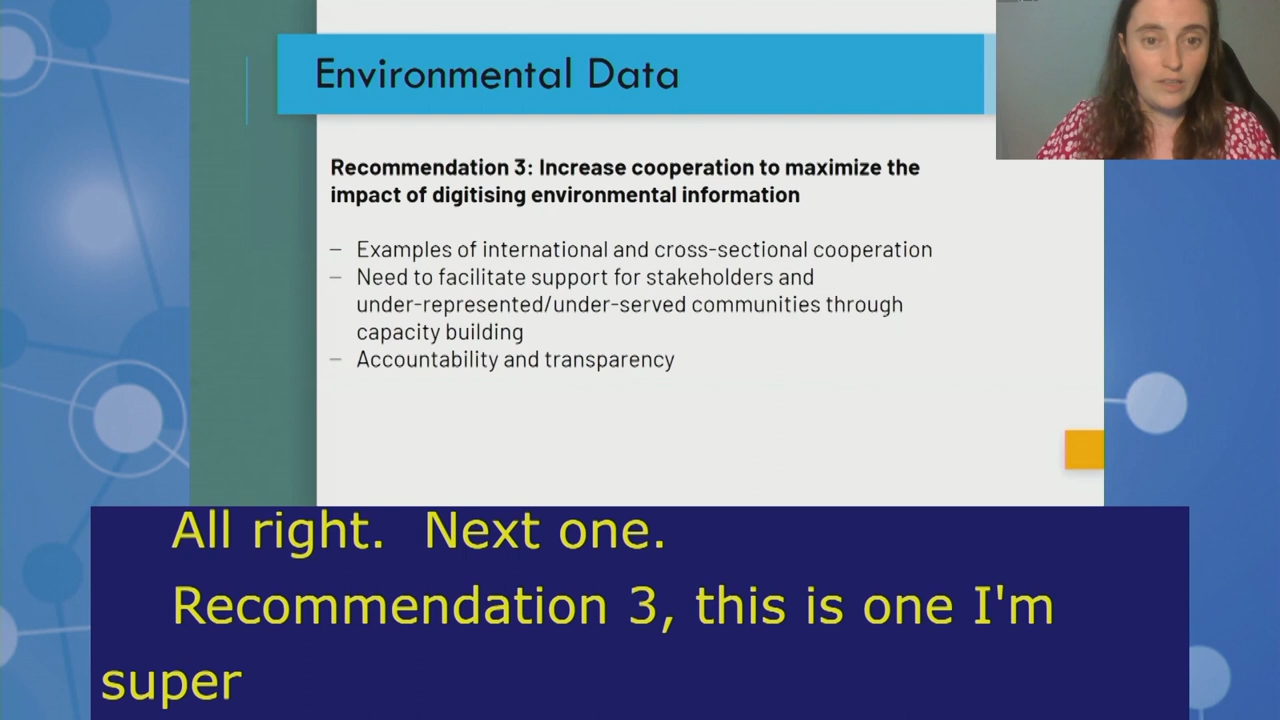 Environmental Data
Recommendation 3: Increase cooperation to maximize the
impact of digitising environmental information
– Examples of international and cross-sectional cooperation
– Need to facilitate support for stakeholders and
under-represented/under-served communities through
capacity building
– Accountability and transparency
All right.  Next one.
Recommendation 3, this is one I'm
super